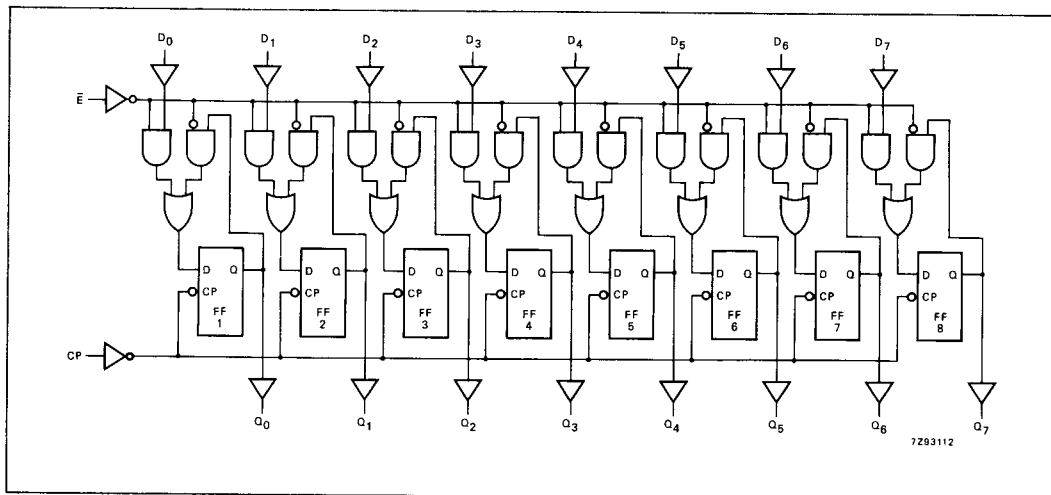 D0 D1 D2 D3 D4 D5 D6 D7
E̅
D Q D Q D Q D Q D Q D Q D Q D Q
CP CP CP CP CP CP CP CP
FF FF FF FF FF FF FF FF
1 2 3 4 5 6 7 8
CP
Q0 Q1 Q2 Q3 Q4 Q5 Q6 Q7
7Z93112